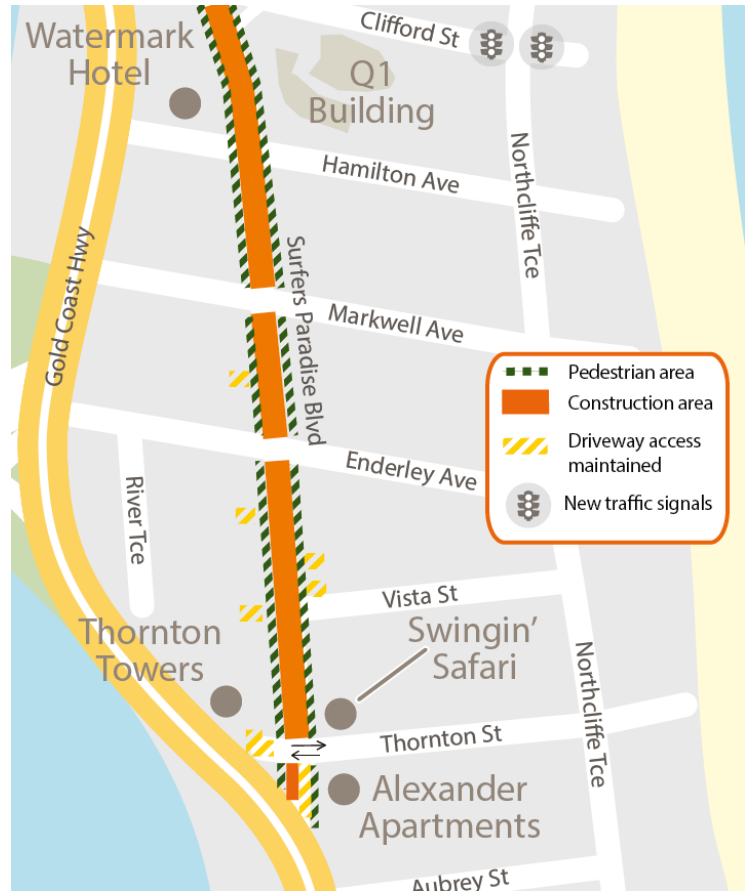 Clifford St
Watermark
Hotel
Q1
Building
Northcliffe Tce
Hamilton Ave
Gold Coast Hwy
Surfers Paradise Blvd
Markwell Ave
Pedestrian area
Construction area
Driveway access
maintained
New traffic signals
Enderley Ave
River Tce
Vista St
Thornton
Towers
Swingin’
Safari
Northcliffe Tce
Thornton St
Alexander
Apartments
Aubrey St